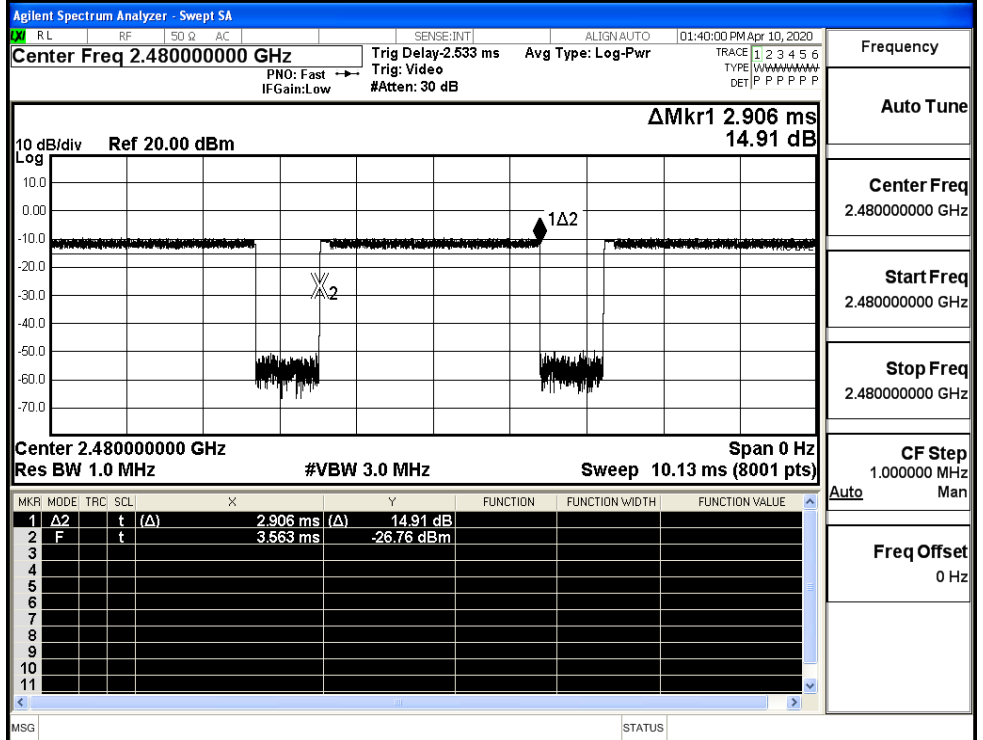 Agilent Spectrum Analyzer - Swept SA
LXI RL RF 50 Ω AC SENSE:INT ALIGN AUTO 01:40:00 PM Apr 10, 2020
Center Freq 2.480000000 GHz
PNO: Fast
IFGain:Low
Trig Delay-2.533 ms
Trig: Video
#Atten: 30 dB
Avg Type: Log-Pwr
TRACE 1 2 3 4 5 6
TYPE WWWWWW
DET P P P P P P
ΔMkr1 2.906 ms
14.91 dB
10 dB/div Ref 20.00 dBm
Log
10.0
0.00
-10.0
-20.0
-30.0
-40.0
-50.0
-60.0
-70.0
1Δ2
2
Center 2.480000000 GHz Span 0 Hz
Res BW 1.0 MHz #VBW 3.0 MHz Sweep 10.13 ms (8001 pts)
MKR MODE TRC SCL X Y FUNCTION FUNCTION WIDTH FUNCTION VALUE
1 Δ2 t (Δ) 2.906 ms (Δ) 14.91 dB
2 F t 3.563 ms -26.76 dBm
3
4
5
6
7
8
9
10
11
MSG STATUS
Frequency
Auto Tune
Center Freq
2.480000000 GHz
Start Freq
2.480000000 GHz
Stop Freq
2.480000000 GHz
CF Step
1.000000 MHz
Auto Man
Freq Offset
0 Hz